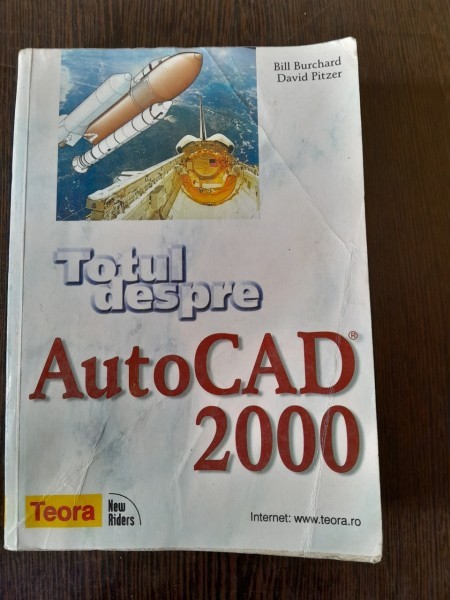 Bill Burchard
David Pitzer
Totul
despre
AutoCAD®
2000
Teora
New
Riders
Internet: www.teora.ro